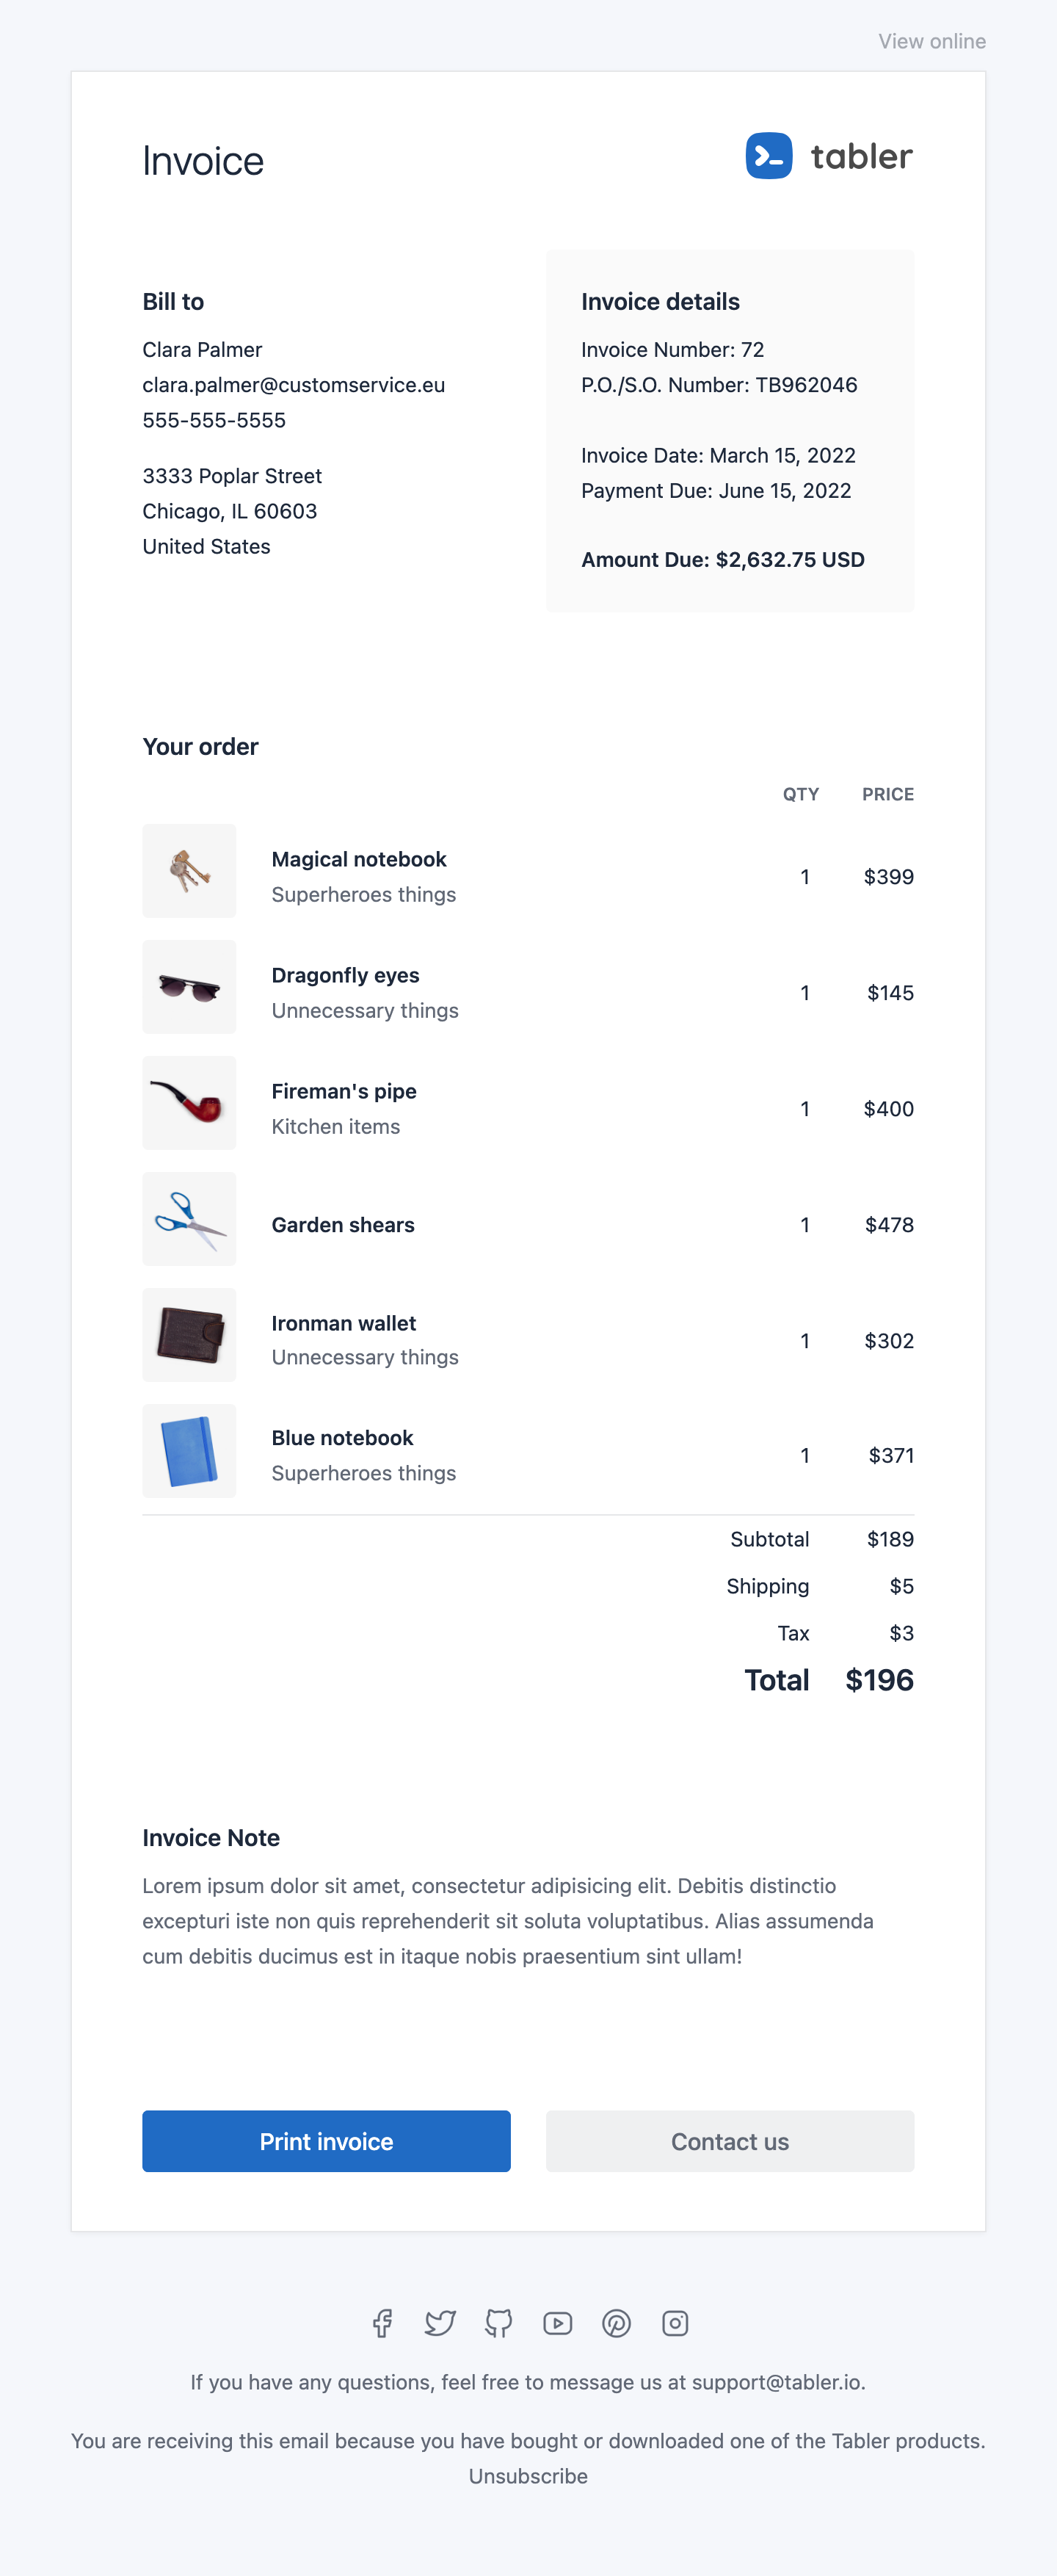 View online
Invoice
tabler
Bill to
Clara Palmer
clara.palmer@customservice.eu
555-555-5555
3333 Poplar Street
Chicago, IL 60603
United States
Invoice details
Invoice Number: 72
P.O./S.O. Number: TB962046
Invoice Date: March 15, 2022
Payment Due: June 15, 2022
Amount Due: $2,632.75 USD
Your order
QTY PRICE
Magical notebook
Superheroes things
1 $399
Dragonfly eyes
Unnecessary things
1 $145
Fireman's pipe
Kitchen items
1 $400
Garden shears 1 $478
Ironman wallet
Unnecessary things
1 $302
Blue notebook
Superheroes things
1 $371
Subtotal $189
Shipping $5
Tax $3
Total $196
Invoice Note
Lorem ipsum dolor sit amet, consectetur adipisicing elit. Debitis distinctio
excepturi iste non quis reprehenderit sit soluta voluptatibus. Alias assumenda
cum debitis ducimus est in itaque nobis praesentium sint ullam!
Print invoice
Contact us
If you have any questions, feel free to message us at support@tabler.io.
You are receiving this email because you have bought or downloaded one of the Tabler products.
Unsubscribe